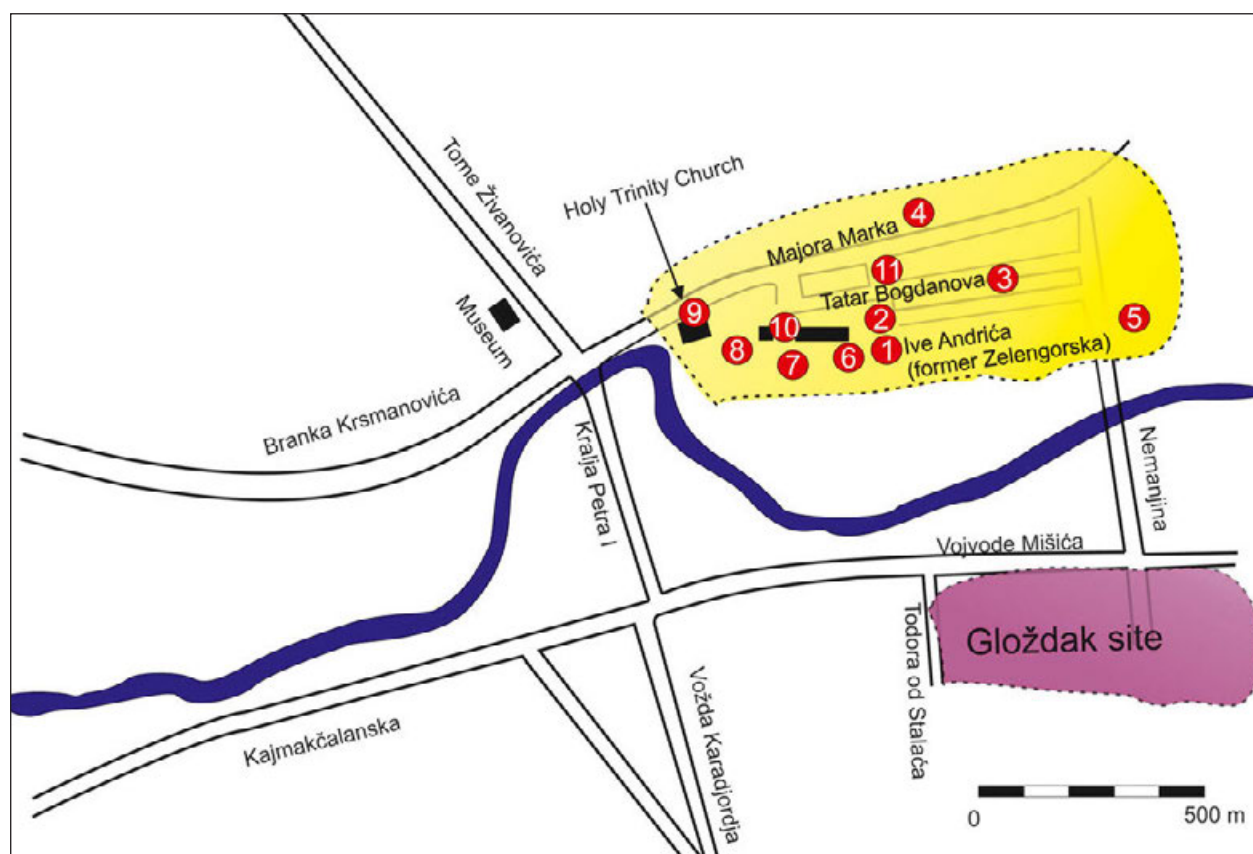 Tome Živanovića
Holy Trinity Church
Museum
Majora Marka
4
11
Tatar Bogdanova
3
9
10
2
5
8
7
6
1
Ive Andrića
(former Zelengorska)
Branka Krsmanovića
Kralja Petra I
Nemanjina
Vojvode Mišića
Todora od Stalaća
Gloždak site
Kajmakčalanska
Vožda Karadjordja
0
500 m